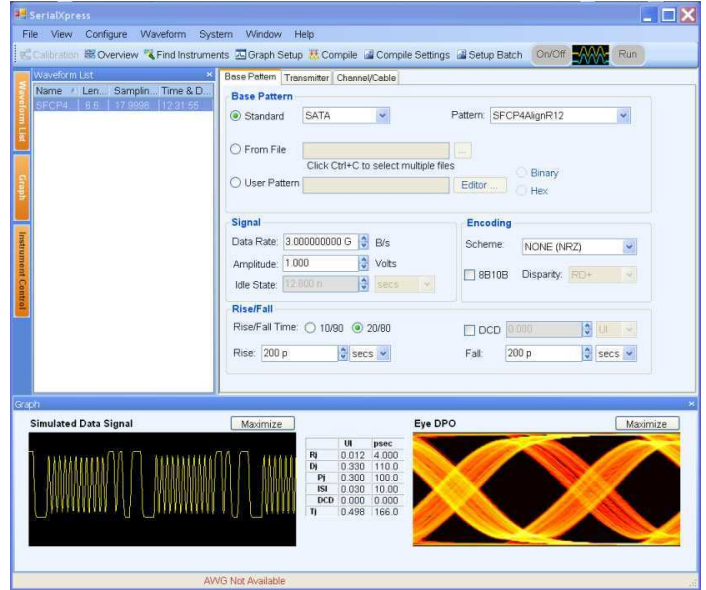 SerialXpress
File View Configure Waveform System Window Help
Calibration Overview Find Instruments Graph Setup Compile Compile Settings Setup Batch On/Off Run
Waveform List
Name Len... Samplin... Time & D...
SFCP4... 8.6... 17.9998... 12:31:55 ...
Waveform List
Graph
Instrument Control
Base Pattern Transmitter Channel/Cable
Base Pattern
Standard SATA Pattern: SFCP4AlignR12
From File ...
Click Ctrl+C to select multiple files
User Pattern Editor ... Binary
Hex
Signal
Data Rate: 3.000000000 G B/s
Amplitude: 1.000 Volts
Idle State: 12.800 n secs
Encoding
Scheme: NONE (NRZ)
8B10B Disparity: RD+
Rise/Fall
Rise/Fall Time: 10/90 20/80 DCD 0.000 UI
Rise: 200 p secs Fall: 200 p secs
Graph
Simulated Data Signal Maximize
UI psec
Rj 0.012 4.000
Dj 0.330 110.0
Pj 0.300 100.0
ISI 0.030 10.00
DCD 0.000 0.000
Tj 0.498 166.0
Eye DPO Maximize
AWG Not Available